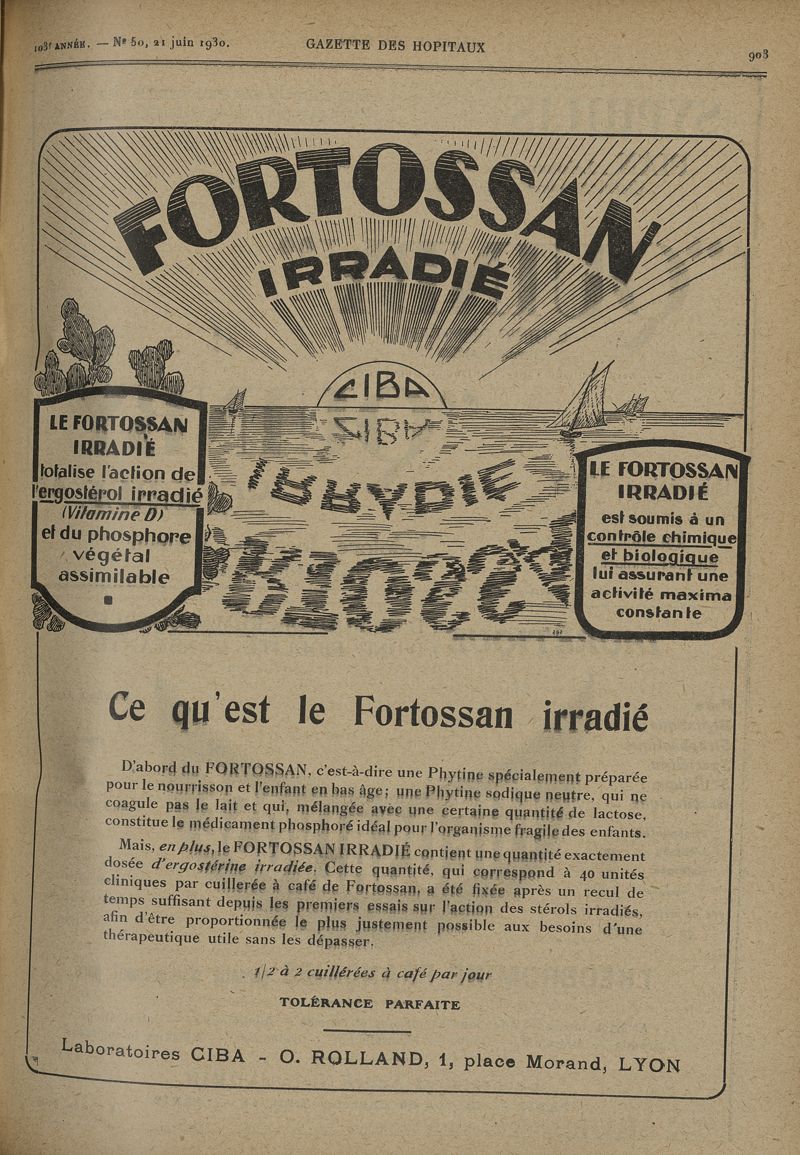 103ᵉ ANNÉE. — Nº 50, 21 juin 1930. GAZETTE DES HOPITAUX 903
FORTOSSAN
IRRADIÉ
CIBA
CIBA
IRRADIÉ
LE FORTOSSAN
IRRADIÉ
totalise l'action de
l'ergostérol irradié
(Vitamine D)
et du phosphore
végétal
assimilable
LE FORTOSSAN
IRRADIÉ
est soumis à un
contrôle chimique
et biologique
lui assurant une
activité maxima
constante
Ce qu'est le Fortossan irradié
D'abord du FORTOSSAN, c'est-à-dire une Phytine spécialement préparée
pour le nourrisson et l'enfant en bas âge; une Phytine sodique neutre, qui ne
coagule pas le lait et qui, mélangée avec une certaine quantité de lactose,
constitue le médicament phosphoré idéal pour l'organisme fragile des enfants.
Mais, en plus, le FORTOSSAN IRRADIÉ contient une quantité exactement
dosée d'ergostérine irradiée. Cette quantité, qui correspond à 40 unités
cliniques par cuillerée à café de Fortossan, a été fixée après un recul de
temps suffisant depuis les premiers essais sur l'action des stérols irradiés,
afin d'être proportionnée le plus justement possible aux besoins d'une
thérapeutique utile sans les dépasser.
1/2 à 2 cuillérées à café par jour
TOLÉRANCE PARFAITE
Laboratoires CIBA - O. ROLLAND, 1, place Morand, LYON